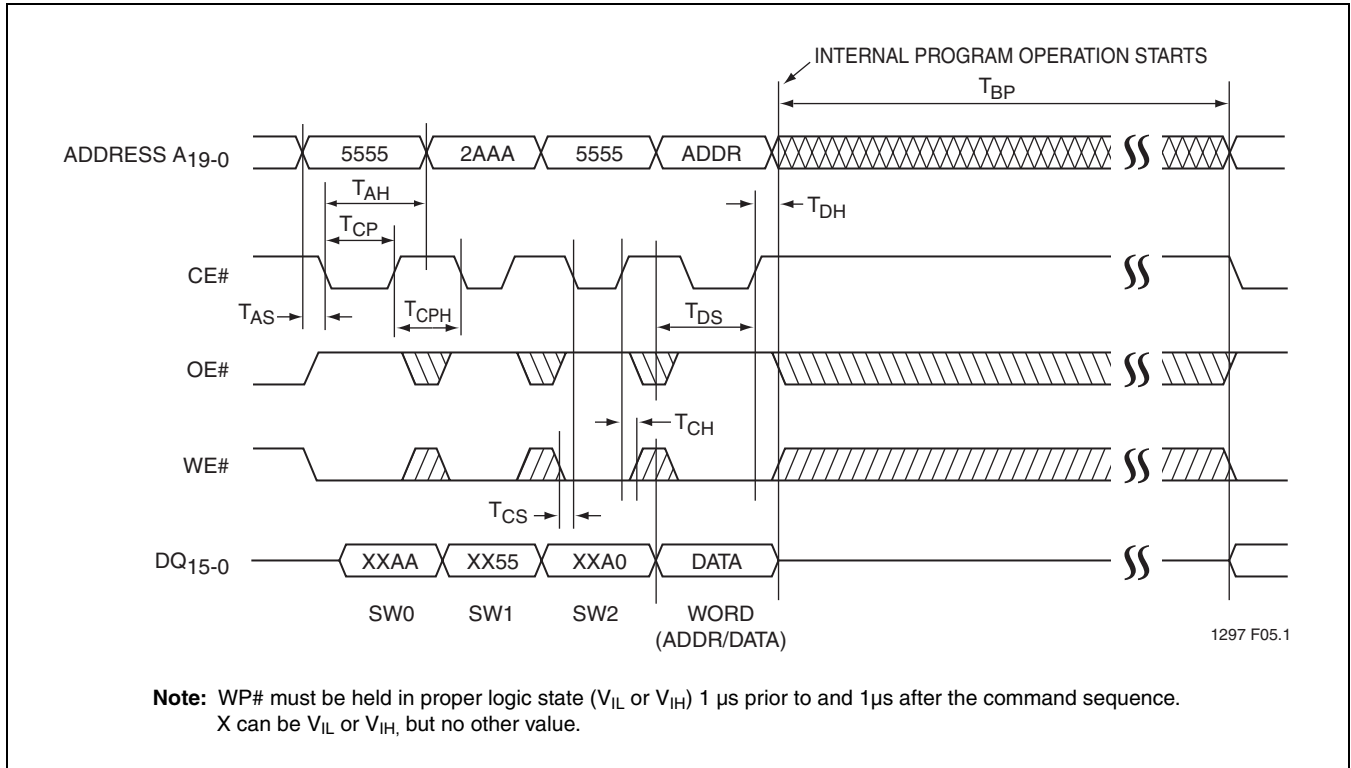 INTERNAL PROGRAM OPERATION STARTS
TBP
ADDRESS A19-0
5555
2AAA
5555
ADDR
TAH
TDH
TCP
CE#
TAS
TCPH
TDS
OE#
TCH
WE#
TCS
DQ15-0
XXAA
XX55
XXA0
DATA
SW0
SW1
SW2
WORD
(ADDR/DATA)
1297 F05.1
Note: WP# must be held in proper logic state (VIL or VIH) 1 µs prior to and 1µs after the command sequence.
X can be VIL or VIH, but no other value.